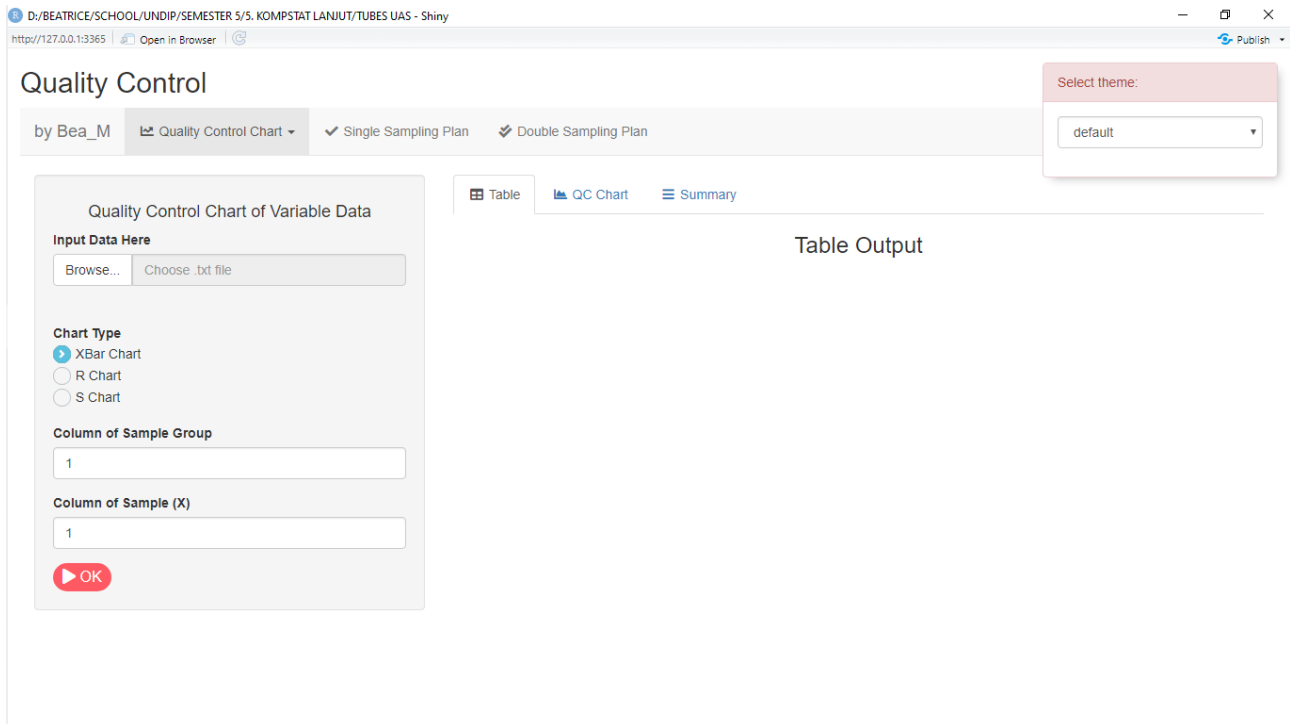 D:/BEATRICE/SCHOOL/UNDIP/SEMESTER 5/5. KOMPSTAT LANJUT/TUBES UAS - Shiny
http://127.0.0.1:3365 Open in Browser Publish
Quality Control
Select theme:
default
by Bea_M Quality Control Chart Single Sampling Plan Double Sampling Plan
Quality Control Chart of Variable Data
Input Data Here
Browse... Choose .txt file
Chart Type
XBar Chart
R Chart
S Chart
Column of Sample Group
1
Column of Sample (X)
1
OK
Table QC Chart Summary
Table Output